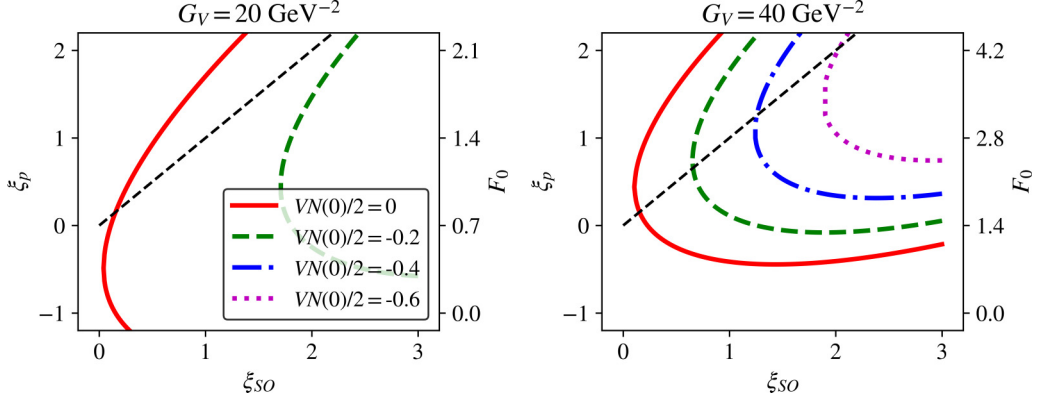 G_V = 20 GeV⁻²
2
1
0
−1
ξ_p
0
1
2
3
ξ_SO
2.1
1.4
0.7
0.0
F_0
VN(0)/2 = 0
VN(0)/2 = -0.2
VN(0)/2 = -0.4
VN(0)/2 = -0.6
G_V = 40 GeV⁻²
2
1
0
−1
ξ_p
0
1
2
3
ξ_SO
4.2
2.8
1.4
0.0
F_0